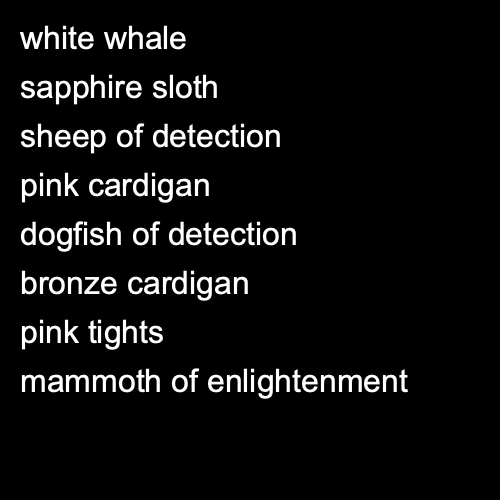 white whale
sapphire sloth
sheep of detection
pink cardigan
dogfish of detection
bronze cardigan
pink tights
mammoth of enlightenment